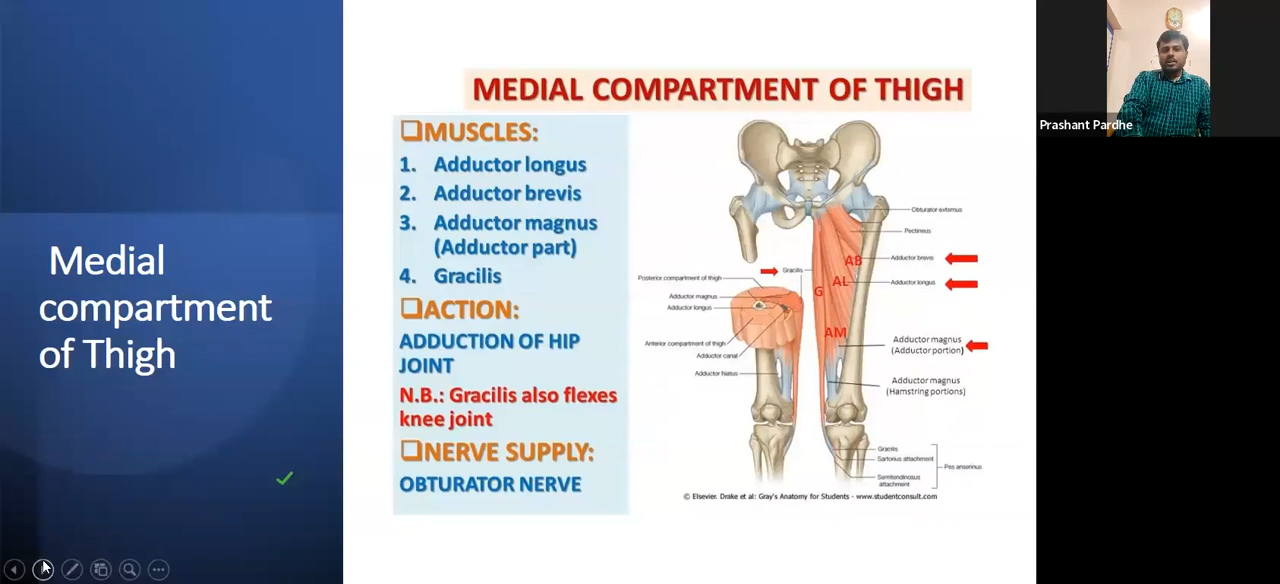 Medial
compartment
of Thigh
MEDIAL COMPARTMENT OF THIGH
❑MUSCLES:
1. Adductor longus
2. Adductor brevis
3. Adductor magnus
(Adductor part)
4. Gracilis
❑ACTION:
ADDUCTION OF HIP
JOINT
N.B.: Gracilis also flexes
knee joint
❑NERVE SUPPLY:
OBTURATOR NERVE
Obturator externus
Pectineus
Adductor brevis
Adductor longus
Adductor magnus
(Adductor portion)
Adductor magnus
(Hamstring portions)
Gracilis
Posterior compartment of thigh
Adductor magnus
Adductor longus
Anterior compartment of thigh
Adductor canal
Adductor hiatus
AB
AL
G
AM
Gracilis
Sartorius attachment
Semitendinosus
attachment
Pes anserinus
© Elsevier. Drake et al: Gray's Anatomy for Students - www.studentconsult.com
Prashant Pardhe